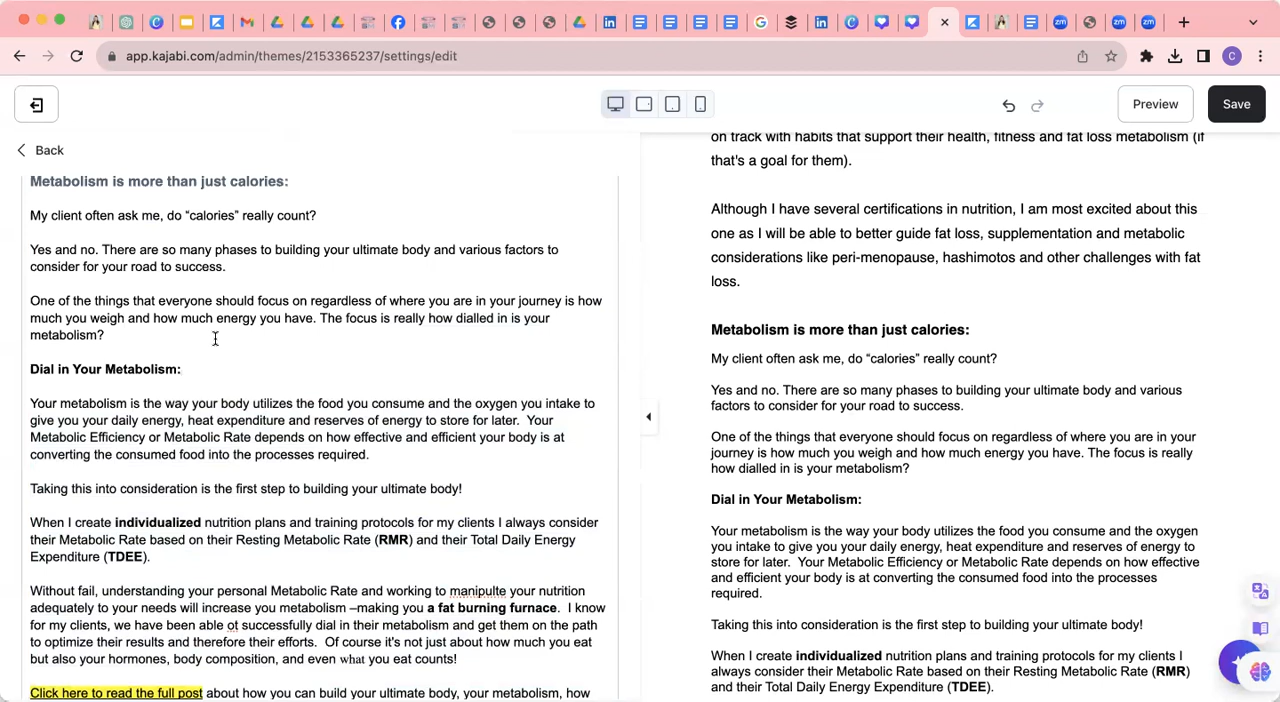 app.kajabi.com/admin/themes/2153365237/settings/edit
C
Preview
Save
Back
Metabolism is more than just calories:
My client often ask me, do “calories” really count?
Yes and no. There are so many phases to building your ultimate body and various factors to
consider for your road to success.
One of the things that everyone should focus on regardless of where you are in your journey is how
much you weigh and how much energy you have. The focus is really how dialled in is your
metabolism?
Dial in Your Metabolism:
Your metabolism is the way your body utilizes the food you consume and the oxygen you intake to
give you your daily energy, heat expenditure and reserves of energy to store for later.  Your
Metabolic Efficiency or Metabolic Rate depends on how effective and efficient your body is at
converting the consumed food into the processes required.
Taking this into consideration is the first step to building your ultimate body!
When I create individualized nutrition plans and training protocols for my clients I always consider
their Metabolic Rate based on their Resting Metabolic Rate (RMR) and their Total Daily Energy
Expenditure (TDEE).
Without fail, understanding your personal Metabolic Rate and working to manipulte your nutrition
adequately to your needs will increase you metabolism –making you a fat burning furnace.  I know
for my clients, we have been able ot successfully dial in their metabolism and get them on the path
to optimize their results and therefore their efforts.  Of course it's not just about how much you eat
but also your hormones, body composition, and even what you eat counts!
Click here to read the full post about how you can build your ultimate body, your metabolism, how
on track with habits that support their health, fitness and fat loss metabolism (if
that's a goal for them).
Although I have several certifications in nutrition, I am most excited about this
one as I will be able to better guide fat loss, supplementation and metabolic
considerations like peri-menopause, hashimotos and other challenges with fat
loss.
Metabolism is more than just calories:
My client often ask me, do “calories” really count?
Yes and no. There are so many phases to building your ultimate body and various
factors to consider for your road to success.
One of the things that everyone should focus on regardless of where you are in your
journey is how much you weigh and how much energy you have. The focus is really
how dialled in is your metabolism?
Dial in Your Metabolism:
Your metabolism is the way your body utilizes the food you consume and the oxygen
you intake to give you your daily energy, heat expenditure and reserves of energy to
store for later.  Your Metabolic Efficiency or Metabolic Rate depends on how effective
and efficient your body is at converting the consumed food into the processes
required.
Taking this into consideration is the first step to building your ultimate body!
When I create individualized nutrition plans and training protocols for my clients I
always consider their Metabolic Rate based on their Resting Metabolic Rate (RMR)
and their Total Daily Energy Expenditure (TDEE).